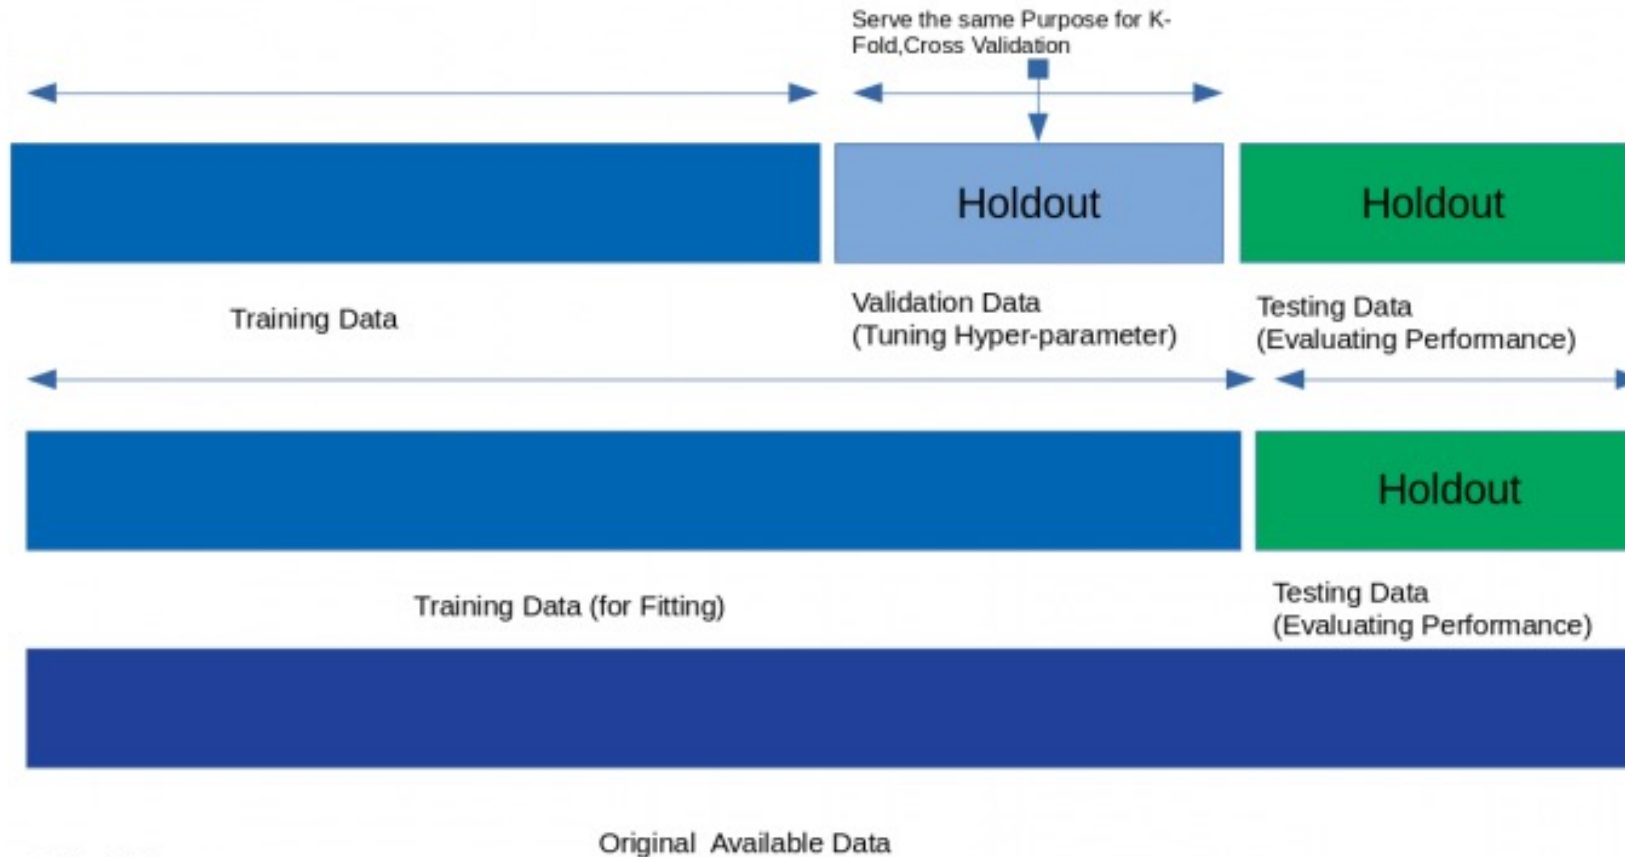 Serve the same Purpose for K-
Fold,Cross Validation
Holdout
Holdout
Training Data
Validation Data
(Tuning Hyper-parameter)
Testing Data
(Evaluating Performance)
Holdout
Training Data (for Fitting)
Testing Data
(Evaluating Performance)
Original  Available Data